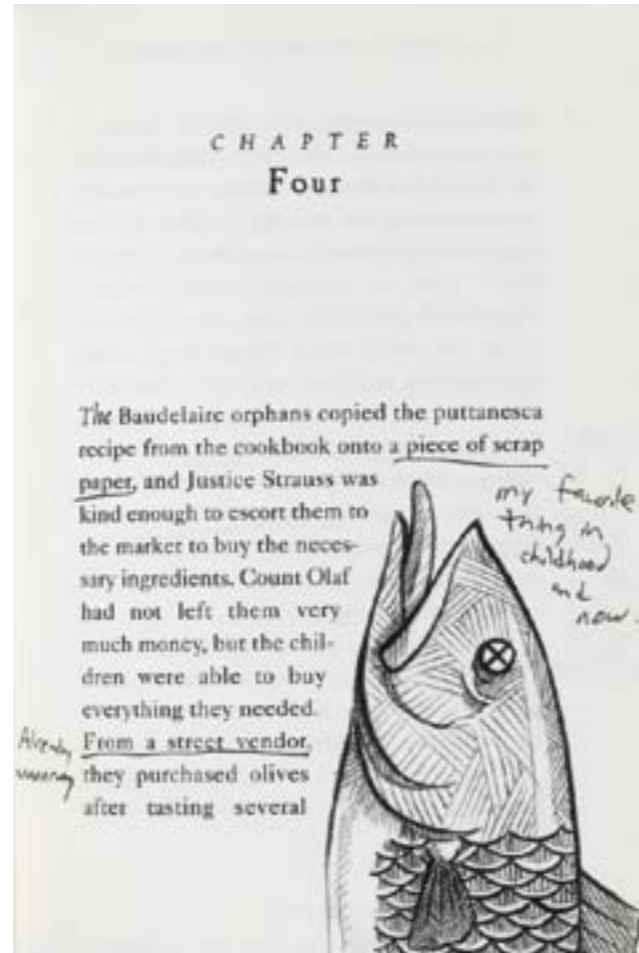 CHAPTER
Four
The Baudelaire orphans copied the puttanesca
recipe from the cookbook onto a piece of scrap
paper, and Justice Strauss was
kind enough to escort them to
the market to buy the neces-
sary ingredients. Count Olaf
had not left them very
much money, but the chil-
dren were able to buy
everything they needed.
From a street vendor,
they purchased olives
after tasting several
my favorite
thing in
childhood
and
now.
Already